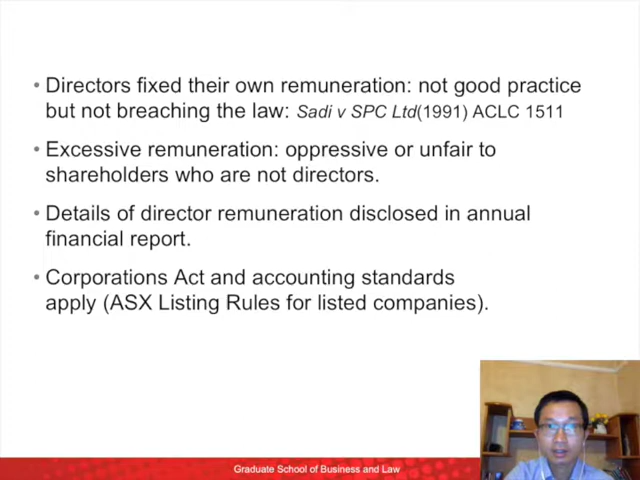 • Directors fixed their own remuneration: not good practice
but not breaching the law: Sadi v SPC Ltd(1991) ACLC 1511
• Excessive remuneration: oppressive or unfair to
shareholders who are not directors.
• Details of director remuneration disclosed in annual
financial report.
• Corporations Act and accounting standards
apply (ASX Listing Rules for listed companies).
Graduate School of Business and Law